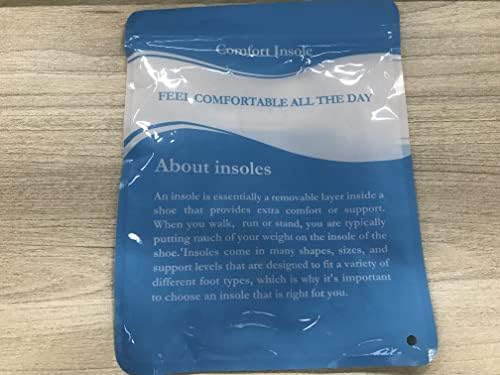 Comfort Insole
FEEL COMFORTABLE ALL THE DAY
About insoles
An insole is essentially a removable layer inside a
shoe that provides extra comfort or support.
When you walk, run or stand, you are typically
putting much of your weight on the insole of the
shoe.'Insoles come in many shapes, sizes, and
support levels that are designed to fit a variety of
different foot types, which is why it's important
to choose an insole that is right for you.